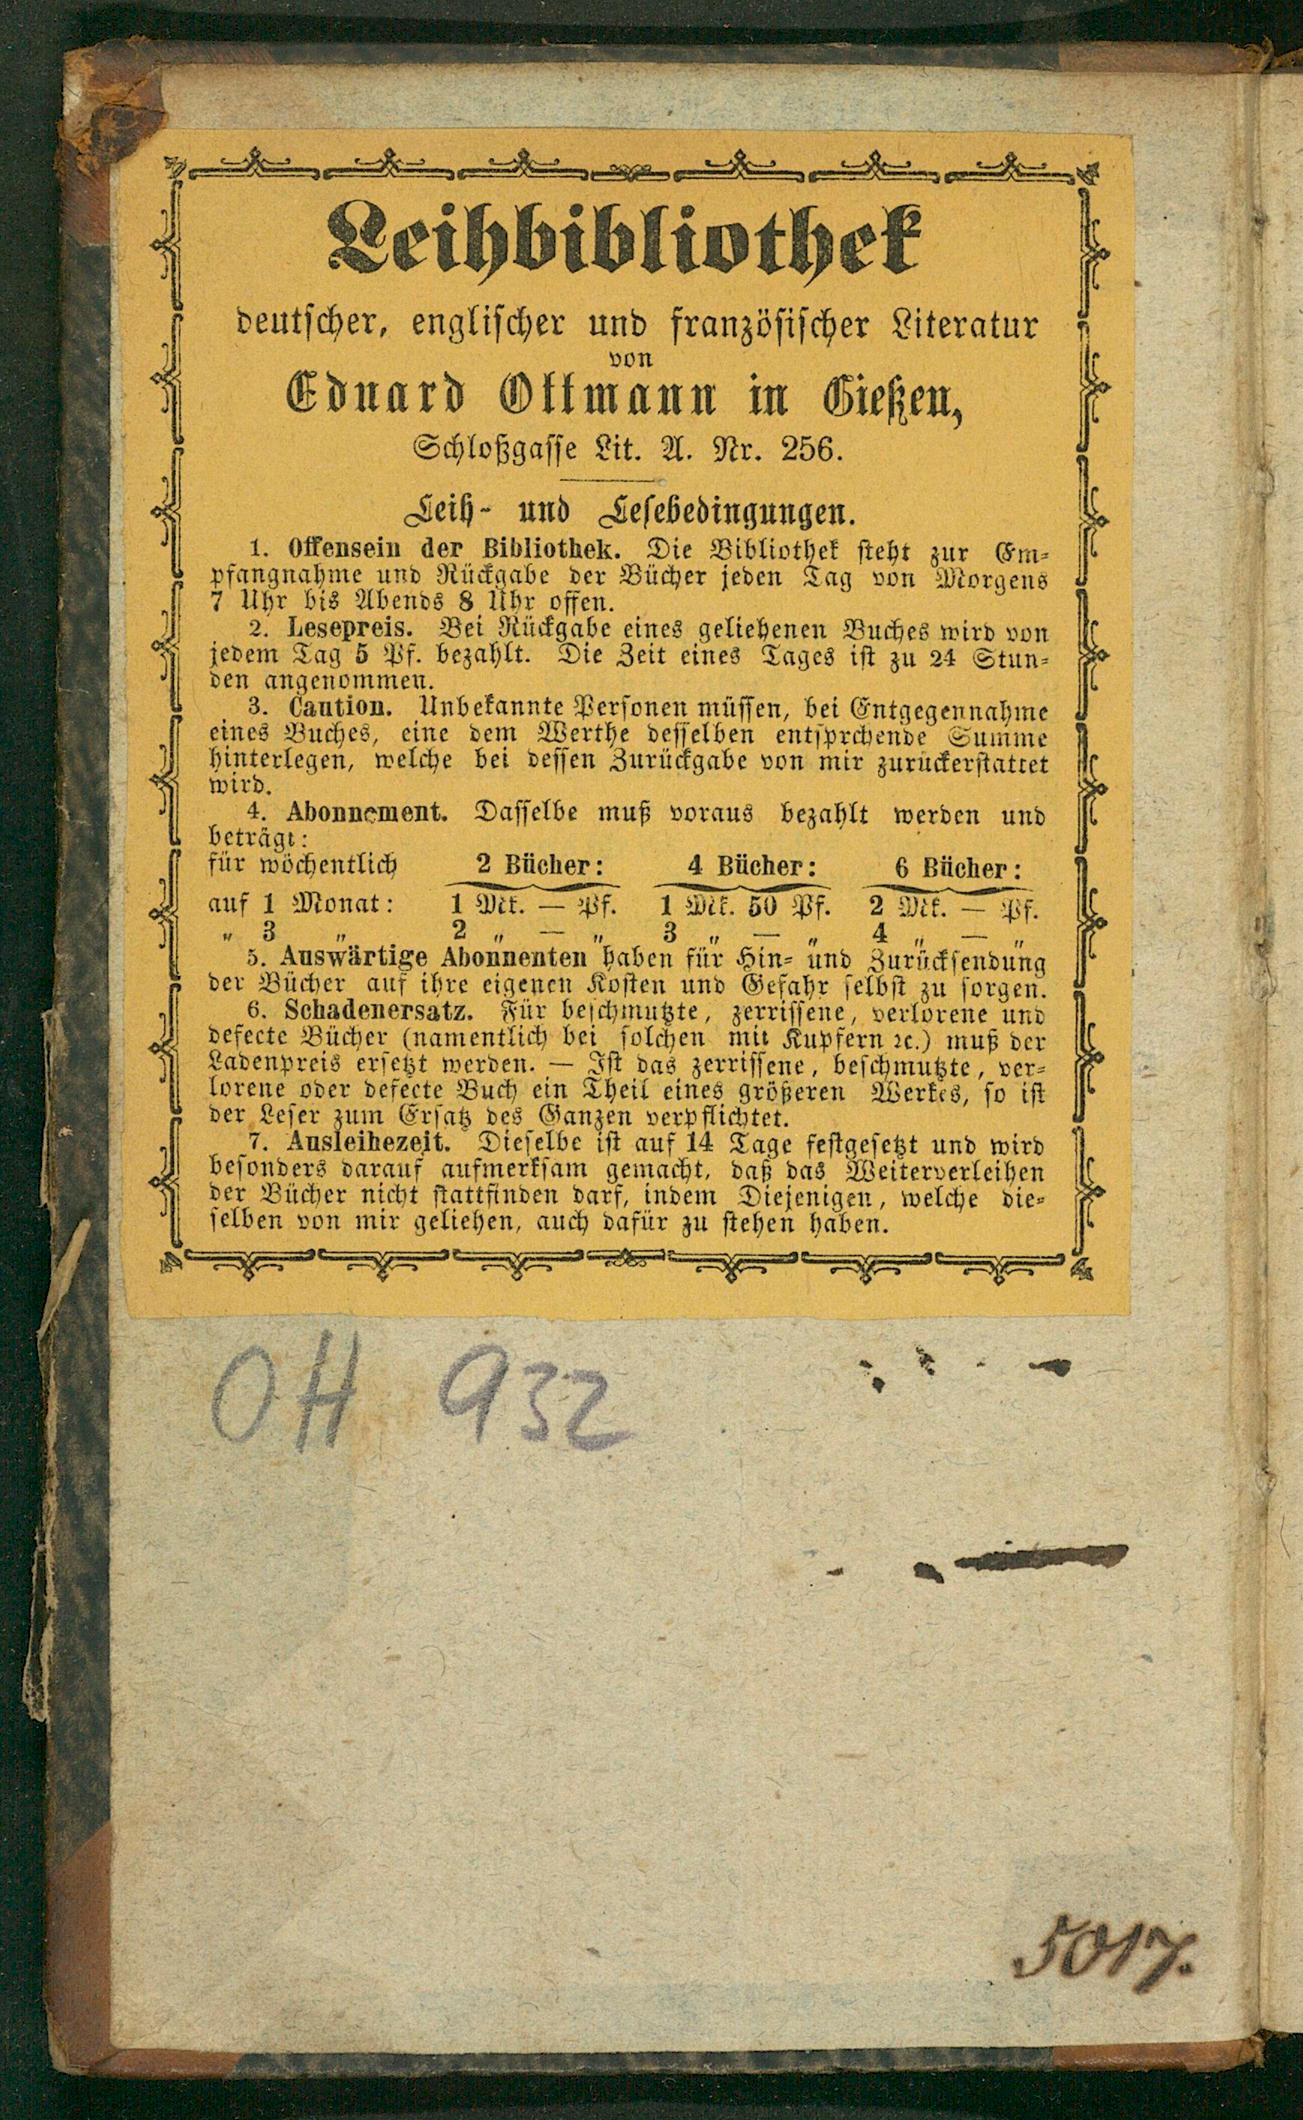 Leihbibliothek
deutscher, englischer und französischer Literatur
von
Eduard Ottmann in Gießen,
Schloßgasse Lit. A. Nr. 256.
Leih- und Lesebedingungen.
1. Offensein der Bibliothek. Die Bibliothek steht zur Em-
pfangnahme und Rückgabe der Bücher jeden Tag von Morgens
7 Uhr bis Abends 8 Uhr offen.
2. Lesepreis. Bei Rückgabe eines geliehenen Buches wird von
jedem Tag 5 Pf. bezahlt. Die Zeit eines Tages ist zu 24 Stun-
den angenommen.
3. Caution. Unbekannte Personen müssen, bei Entgegennahme
eines Buches, eine dem Werthe desselben entsprchende Summe
hinterlegen, welche bei dessen Zurückgabe von mir zurückerstattet
wird.
4. Abonnement. Dasselbe muß voraus bezahlt werden und
beträgt:
für wöchentlich 2 Bücher: 4 Bücher: 6 Bücher:
auf 1 Monat: 1 Mk. — Pf. 1 Mk. 50 Pf. 2 Mk. — Pf.
„ 3 „ 2 „ — „ 3 „ — „ 4 „ — „
5. Auswärtige Abonnenten haben für Hin- und Zurücksendung
der Bücher auf ihre eigenen Kosten und Gefahr selbst zu sorgen.
6. Schadenersatz. Für beschmutzte, zerrissene, verlorene und
defecte Bücher (namentlich bei solchen mit Kupfern ꝛc.) muß der
Ladenpreis ersetzt werden. — Ist das zerrissene, beschmutzte, ver-
lorene oder defecte Buch ein Theil eines größeren Werkes, so ist
der Leser zum Ersatz des Ganzen verpflichtet.
7. Ausleihezeit. Dieselbe ist auf 14 Tage festgesetzt und wird
besonders darauf aufmerksam gemacht, daß das Weiterverleihen
der Bücher nicht stattfinden darf, indem Diejenigen, welche die-
selben von mir geliehen, auch dafür zu stehen haben.
OH 932
5017.